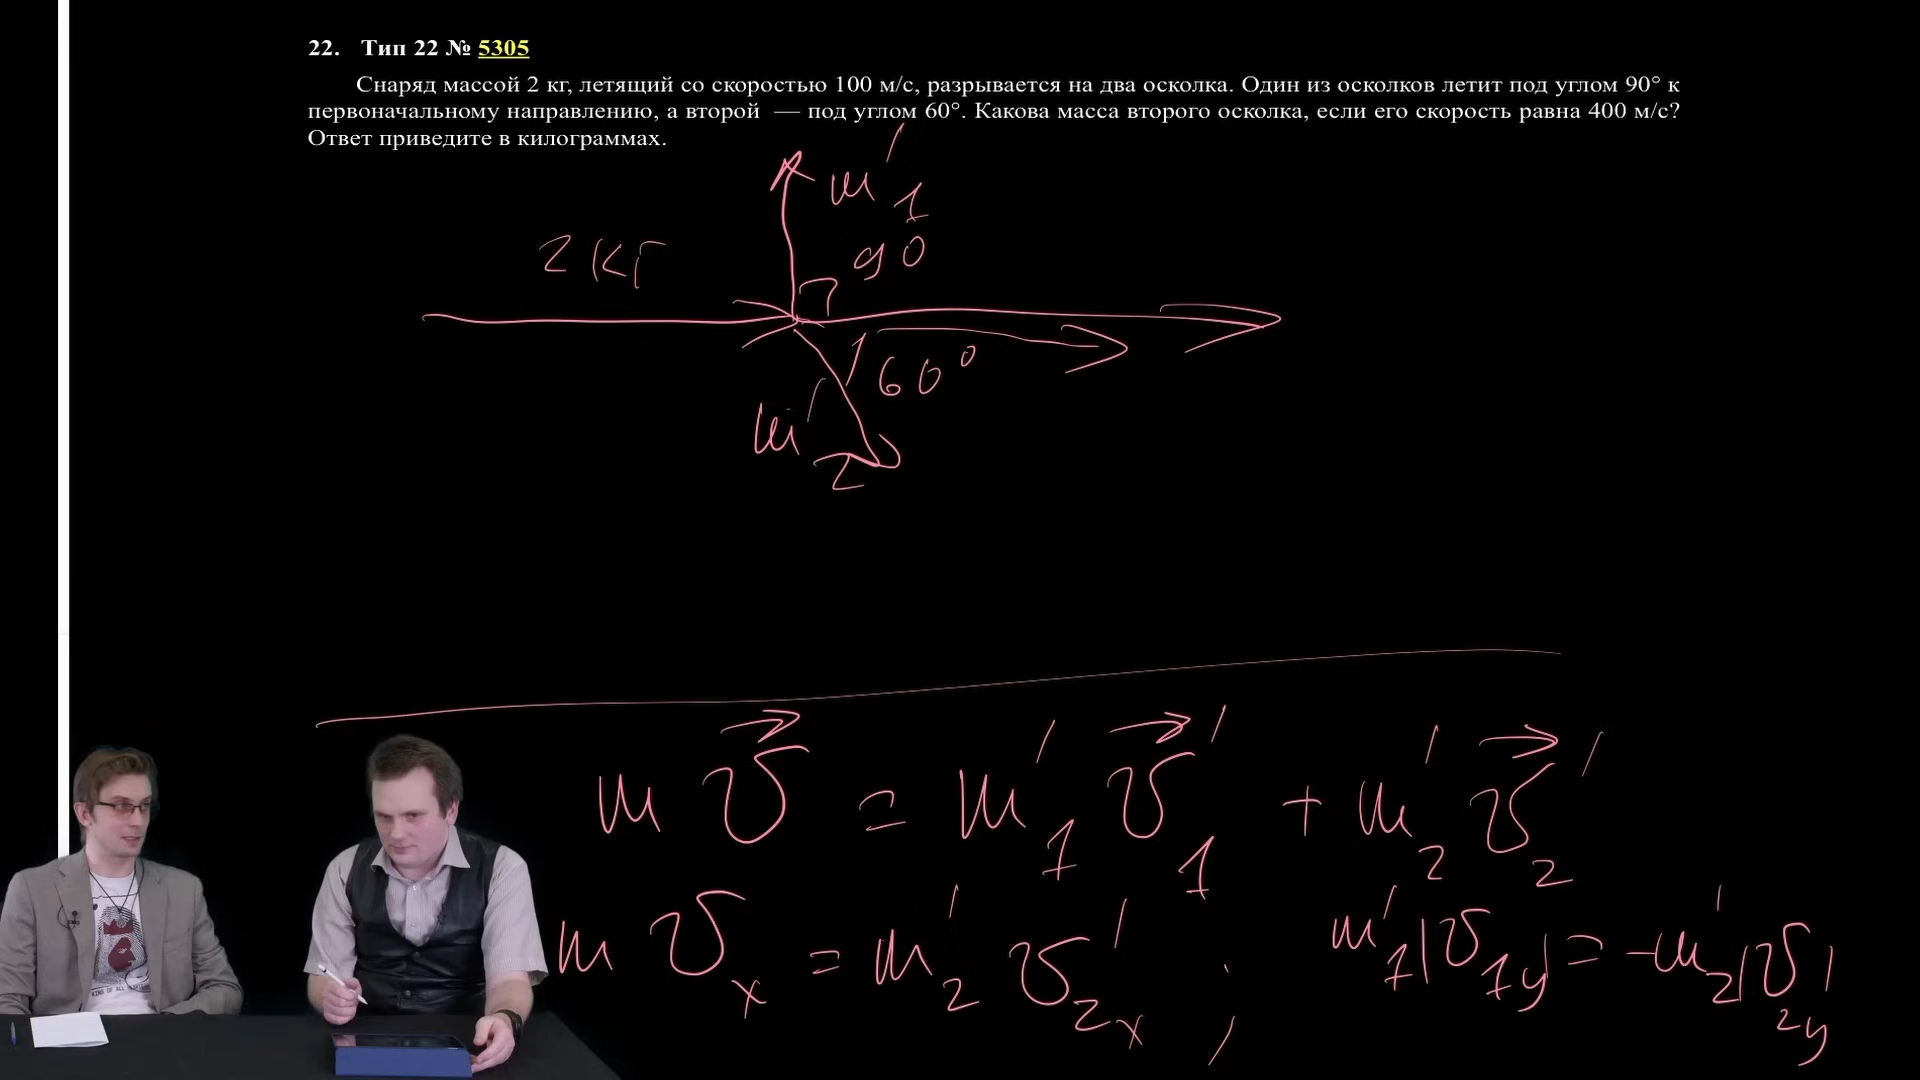 22. Тип 22 № 5305
Снаряд массой 2 кг, летящий со скоростью 100 м/с, разрывается на два осколка. Один из осколков летит под углом 90° к
первоначальному направлению, а второй — под углом 60°. Какова масса второго осколка, если его скорость равна 400 м/с?
Ответ приведите в килограммах.
m'₁
2 кг
90
60°
m'₂
m v⃗ = m'₁ v⃗'₁ + m'₂ v⃗'₂
m vₓ = m'₂ v'₂ₓ ; m'₁|v₁y| = -m'₂|v₂y|